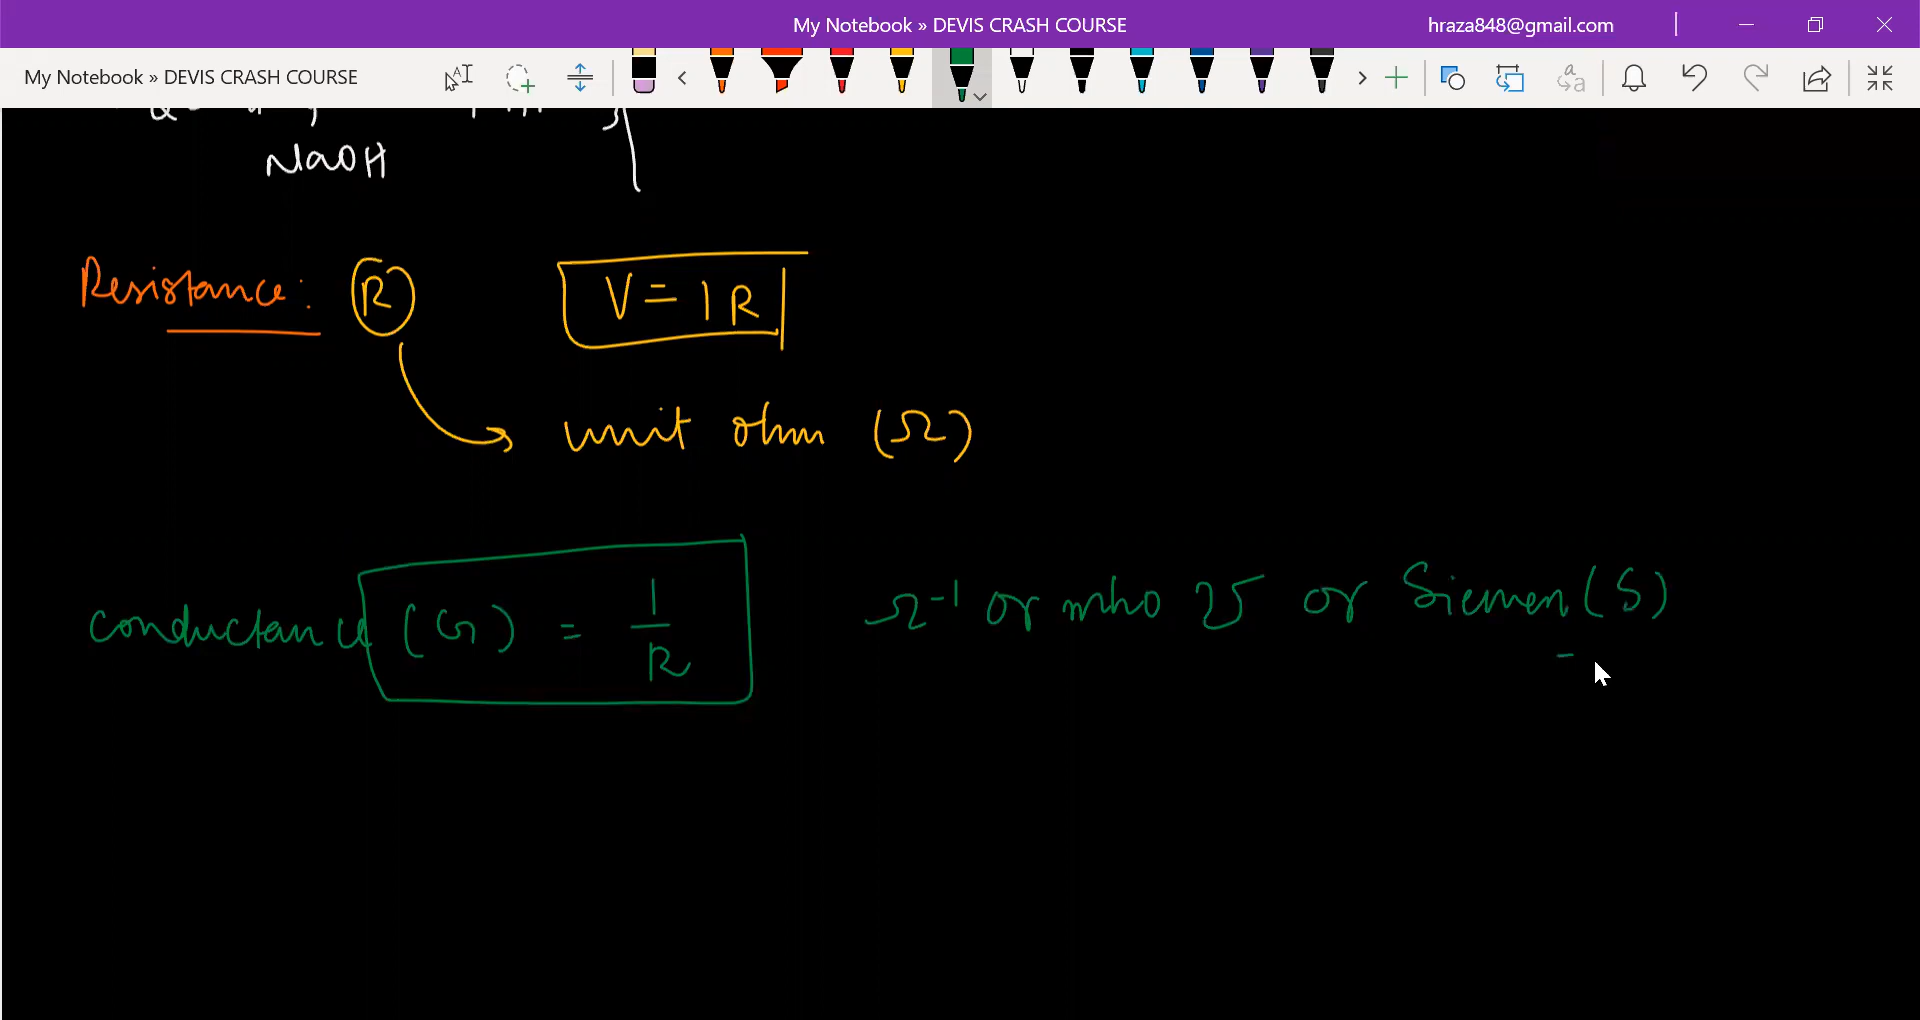 My Notebook » DEVIS CRASH COURSE
hraza848@gmail.com
My Notebook » DEVIS CRASH COURSE
NaOH
Resistance: R V = I R
unit ohm (Ω)
conductance (G) = 1/R Ω⁻¹ or mho ℧ or Siemen (S)